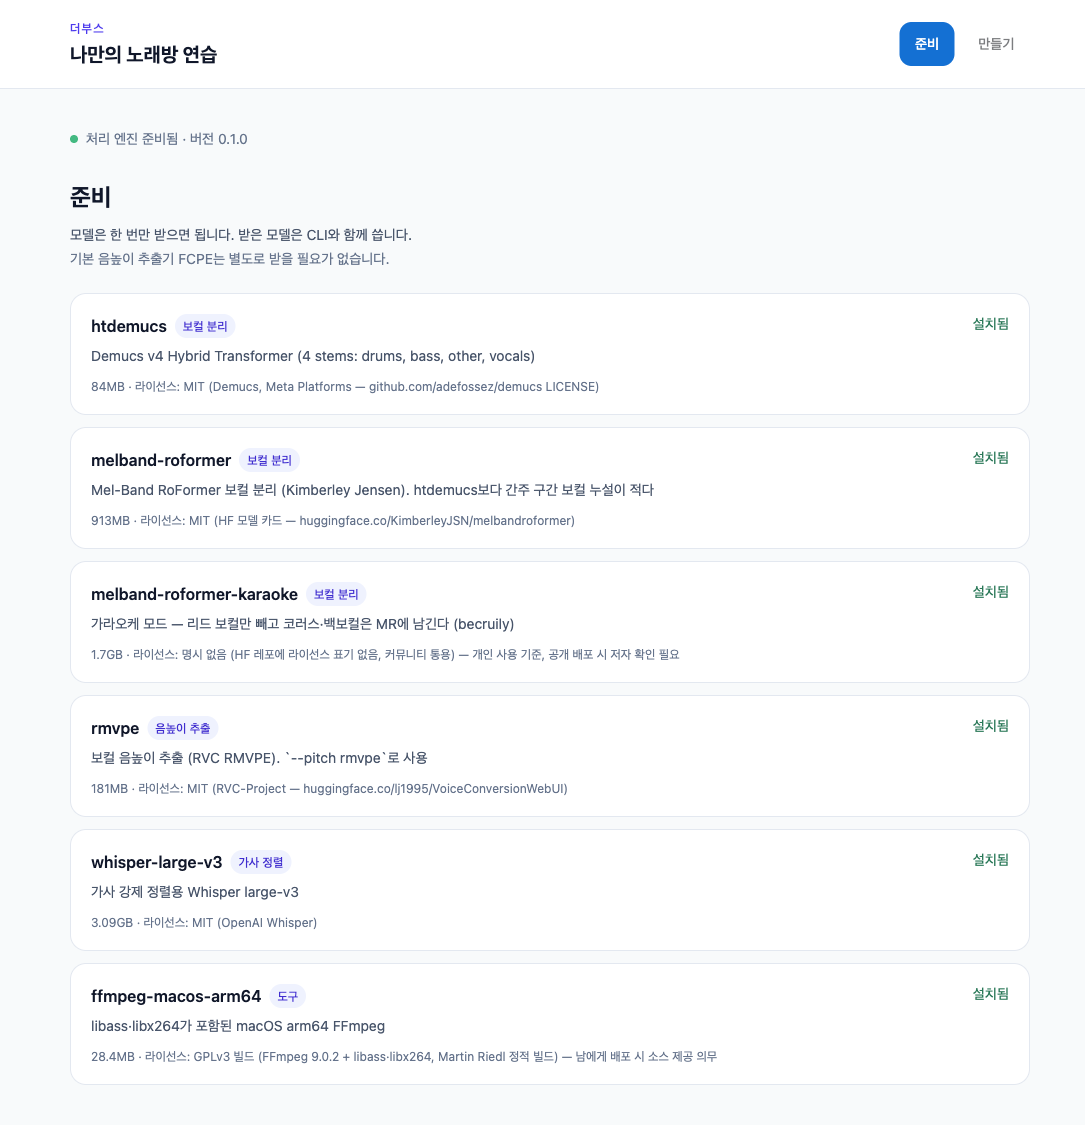 더부스
나만의 노래방 연습
준비
만들기
처리 엔진 준비됨 · 버전 0.1.0
준비
모델은 한 번만 받으면 됩니다. 받은 모델은 CLI와 함께 씁니다.
기본 음높이 추출기 FCPE는 별도로 받을 필요가 없습니다.
htdemucs 보컬 분리 설치됨
Demucs v4 Hybrid Transformer (4 stems: drums, bass, other, vocals)
84MB · 라이선스: MIT (Demucs, Meta Platforms — github.com/adefossez/demucs LICENSE)
melband-roformer 보컬 분리 설치됨
Mel-Band RoFormer 보컬 분리 (Kimberley Jensen). htdemucs보다 간주 구간 보컬 누설이 적다
913MB · 라이선스: MIT (HF 모델 카드 — huggingface.co/KimberleyJSN/melbandroformer)
melband-roformer-karaoke 보컬 분리 설치됨
가라오케 모드 — 리드 보컬만 빼고 코러스·백보컬은 MR에 남긴다 (becruily)
1.7GB · 라이선스: 명시 없음 (HF 레포에 라이선스 표기 없음, 커뮤니티 통용) — 개인 사용 기준, 공개 배포 시 저자 확인 필요
rmvpe 음높이 추출 설치됨
보컬 음높이 추출 (RVC RMVPE). `--pitch rmvpe`로 사용
181MB · 라이선스: MIT (RVC-Project — huggingface.co/lj1995/VoiceConversionWebUI)
whisper-large-v3 가사 정렬 설치됨
가사 강제 정렬용 Whisper large-v3
3.09GB · 라이선스: MIT (OpenAI Whisper)
ffmpeg-macos-arm64 도구 설치됨
libass·libx264가 포함된 macOS arm64 FFmpeg
28.4MB · 라이선스: GPLv3 빌드 (FFmpeg 9.0.2 + libass·libx264, Martin Riedl 정적 빌드) — 남에게 배포 시 소스 제공 의무